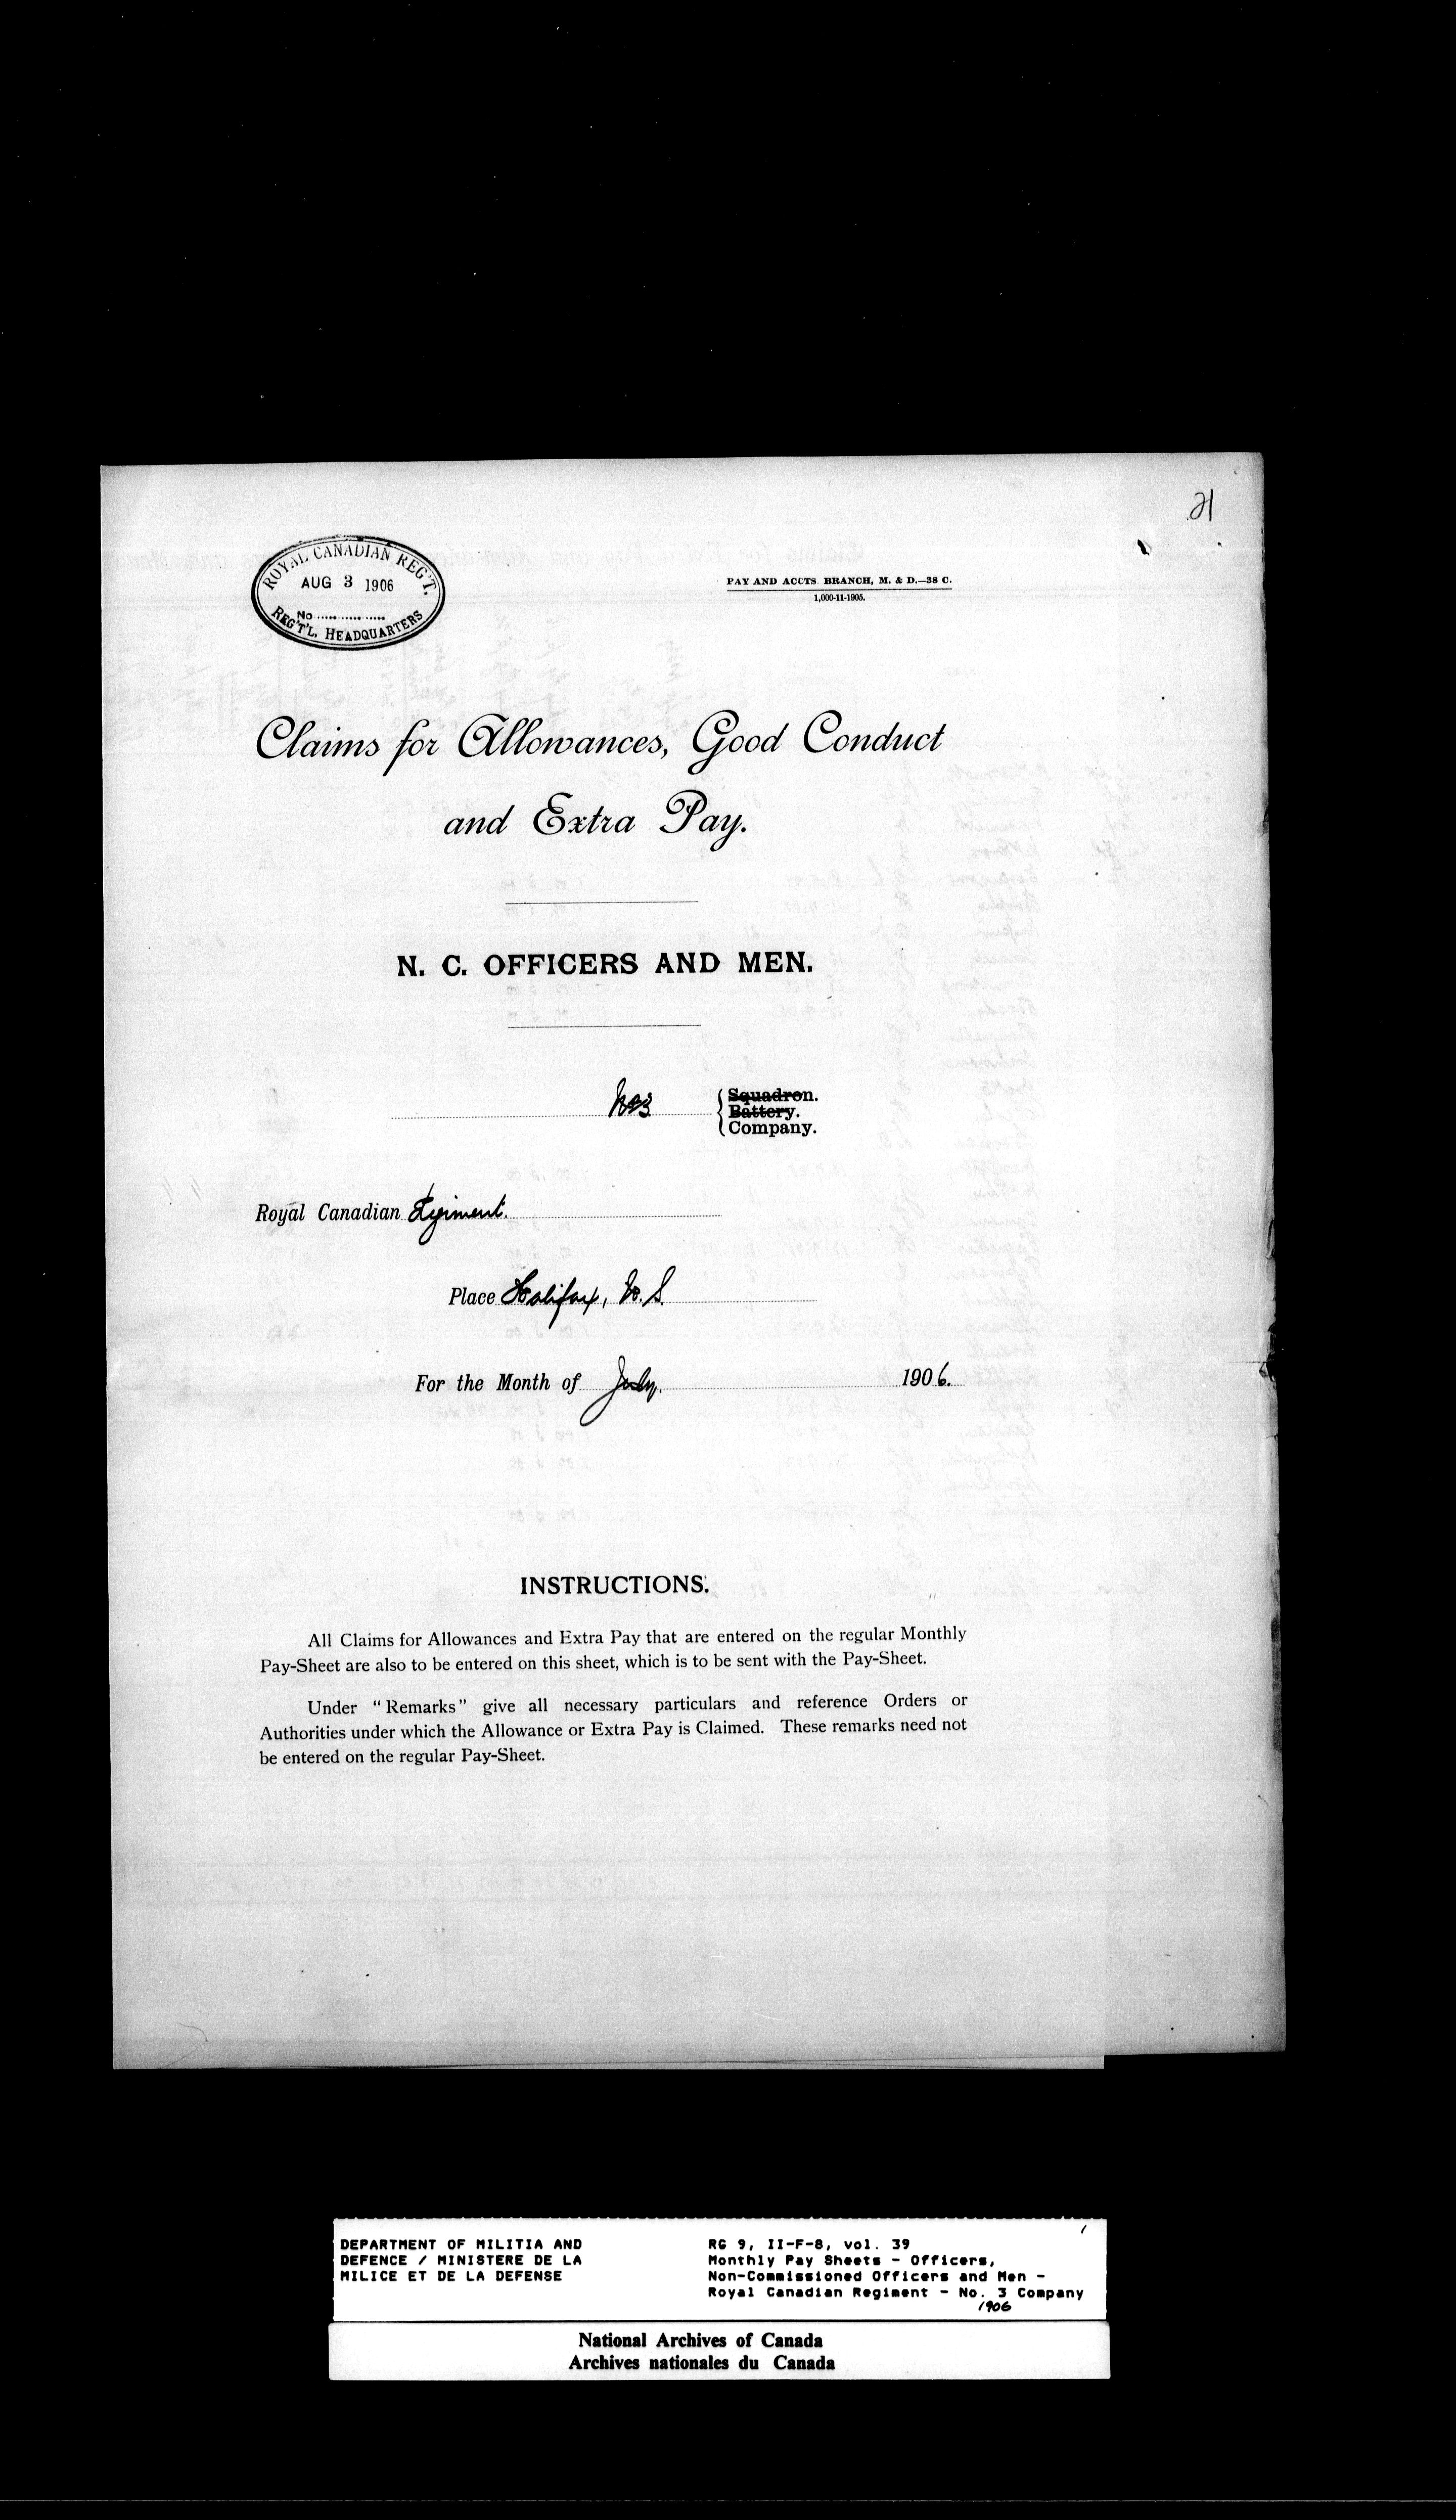 21
ROYAL CANADIAN REG'T.
AUG 3 1906
No
REG'T'L. HEADQUARTERS
PAY AND ACCTS. BRANCH, M. & D.—38 C.
1,000-11-1905.
Claims for Allowances, Good Conduct
and Extra Pay.
N. C. OFFICERS AND MEN.
No 3
Squadron.
Battery.
Company.
Royal Canadian Regiment.
Place Halifax, N. S.
For the Month of July. 1906.
INSTRUCTIONS.
All Claims for Allowances and Extra Pay that are entered on the regular Monthly
Pay-Sheet are also to be entered on this sheet, which is to be sent with the Pay-Sheet.
Under "Remarks" give all necessary particulars and reference Orders or
Authorities under which the Allowance or Extra Pay is Claimed. These remarks need not
be entered on the regular Pay-Sheet.
DEPARTMENT OF MILITIA AND
DEFENCE / MINISTERE DE LA
MILICE ET DE LA DEFENSE
RG 9, II-F-8, vol. 39
Monthly Pay Sheets - Officers,
Non-Commissioned Officers and Men -
Royal Canadian Regiment - No. 3 Company
1906
National Archives of Canada
Archives nationales du Canada